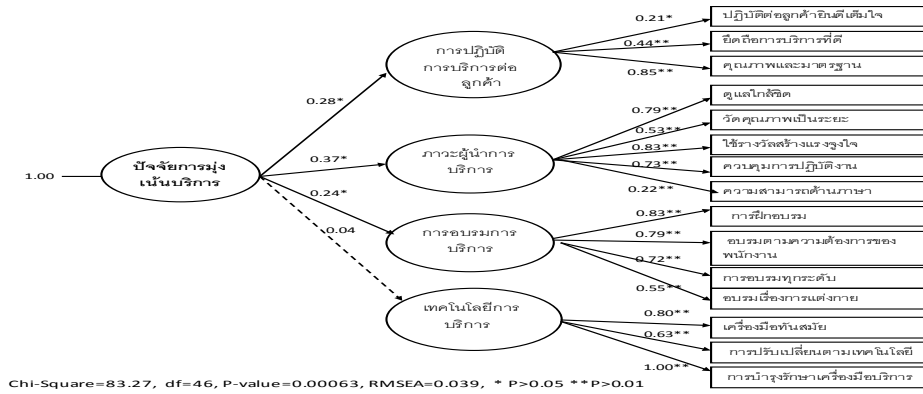 0.21*
ปฏิบัติต่อลูกค้ายินดีเต็มใจ
0.44**
ยึดถือการบริการที่ดี
0.85**
คุณภาพและมาตรฐาน
การปฏิบัติ
การบริการต่อ
ลูกค้า
0.28*
0.79**
ดูแลใกล้ชิด
0.53**
วัดคุณภาพเป็นระยะ
0.83**
ใช้รางวัลสร้างแรงจูงใจ
0.73**
ควบคุมการปฏิบัติงาน
0.22**
ความสามารถด้านภาษา
ภาวะผู้นำการ
บริการ
0.37*
1.00
ปัจจัยการมุ่ง
เน้นบริการ
0.24*
0.83**
การฝึกอบรม
0.79**
อบรมตามความต้องการของ
พนักงาน
0.72**
การอบรมทุกระดับ
0.55**
อบรมเรื่องการแต่งกาย
การอบรมการ
บริการ
0.04
เทคโนโลยีการ
บริการ
0.80**
เครื่องมือทันสมัย
0.63**
การปรับเปลี่ยนตามเทคโนโลยี
1.00**
การบำรุงรักษาเครื่องมือบริการ
Chi-Square=83.27, df=46, P-value=0.00063, RMSEA=0.039, * P>0.05 **P>0.01